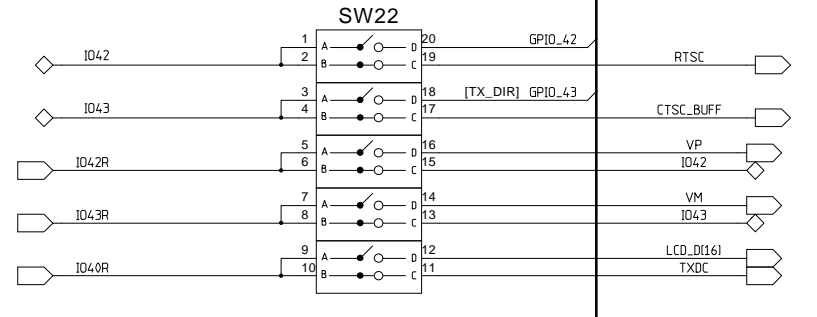 SW22
1 A D 20 GPIO_42
IO42 2 B C 19 RTSC
3 A D 18 [TX_DIR] GPIO_43
IO43 4 B C 17 CTSC_BUFF
5 A D 16 VP
IO42R 6 B C 15 IO42
7 A D 14 VM
IO43R 8 B C 13 IO43
9 A D 12 LCD_D[16]
IO40R 10 B C 11 TXDC